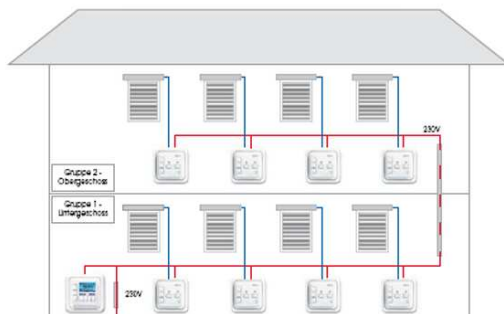 230V
Gruppe 2 -
Obergeschoss
Gruppe 1 -
Untergeschoss
230V